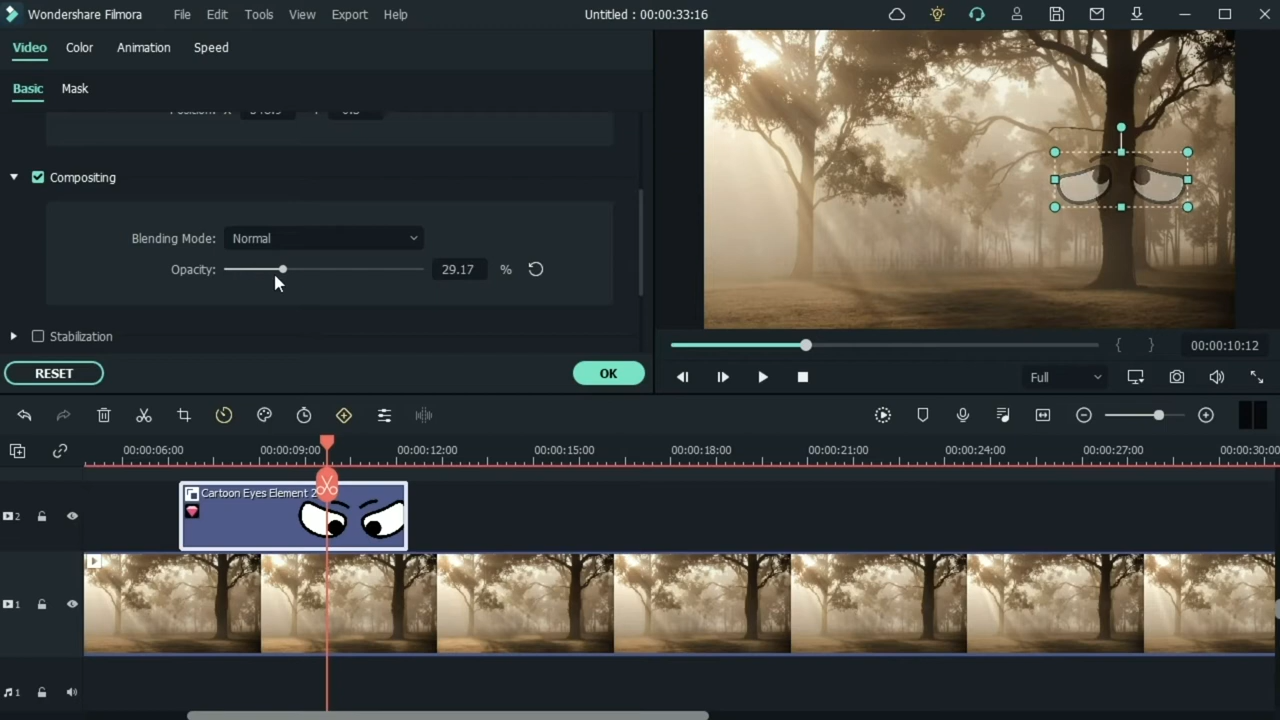 Wondershare Filmora File Edit Tools View Export Help Untitled : 00:00:33:16
Video Color Animation Speed
Basic Mask
Compositing
Blending Mode: Normal
Opacity: 29.17 %
Stabilization
RESET OK
{ } 00:00:10:12
Full
00:00:06:00 00:00:09:00 00:00:12:00 00:00:15:00 00:00:18:00 00:00:21:00 00:00:24:00 00:00:27:00 00:00:30:00
Cartoon Eyes Element 2
2
1
1